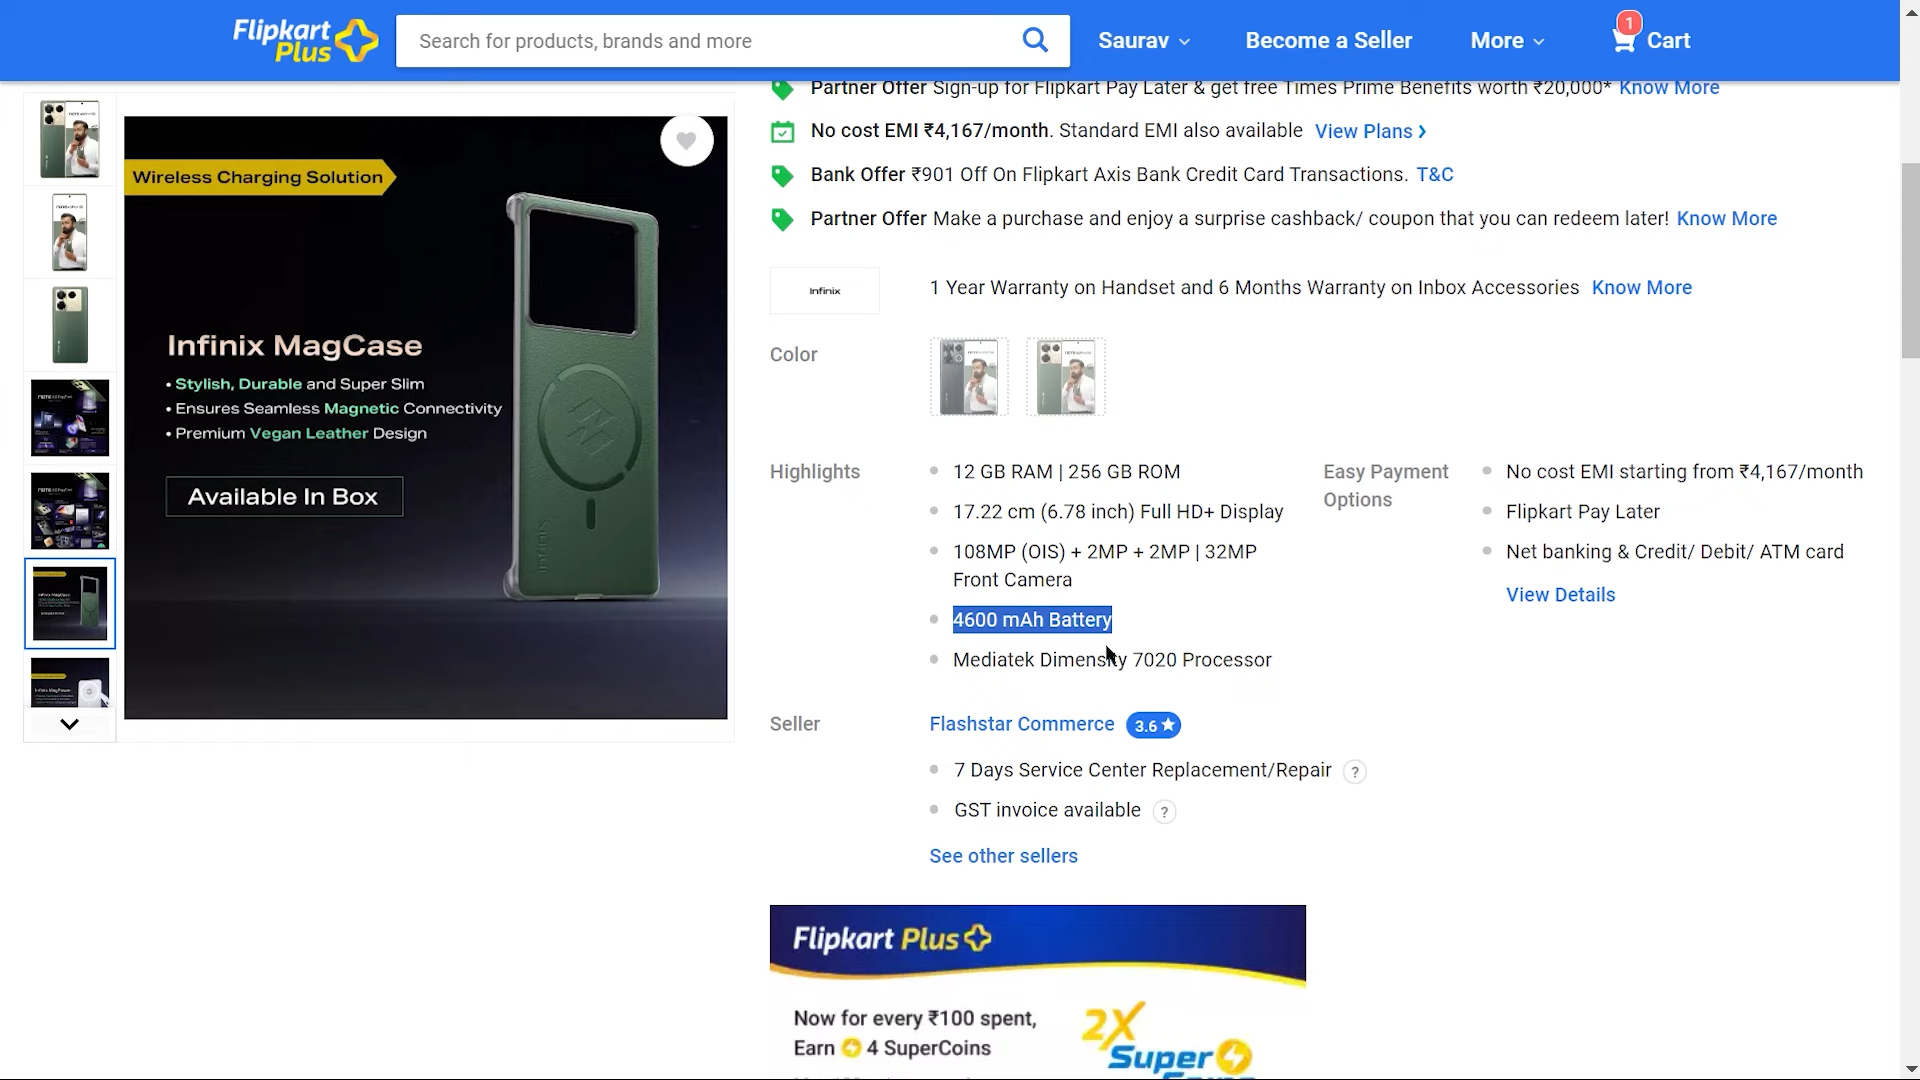 Flipkart
Plus
Search for products, brands and more
Saurav
Become a Seller
More
1
Cart
Partner Offer Sign-up for Flipkart Pay Later & get free Times Prime Benefits worth ₹20,000* Know More
No cost EMI ₹4,167/month. Standard EMI also available View Plans ›
Bank Offer ₹901 Off On Flipkart Axis Bank Credit Card Transactions. T&C
Partner Offer Make a purchase and enjoy a surprise cashback/ coupon that you can redeem later! Know More
Wireless Charging Solution
Infinix MagCase
• Stylish, Durable and Super Slim
• Ensures Seamless Magnetic Connectivity
• Premium Vegan Leather Design
Available In Box
Infinix
Infinix
1 Year Warranty on Handset and 6 Months Warranty on Inbox Accessories Know More
Color
Highlights
12 GB RAM | 256 GB ROM
17.22 cm (6.78 inch) Full HD+ Display
108MP (OIS) + 2MP + 2MP | 32MP
Front Camera
4600 mAh Battery
Mediatek Dimensity 7020 Processor
Easy Payment
Options
No cost EMI starting from ₹4,167/month
Flipkart Pay Later
Net banking & Credit/ Debit/ ATM card
View Details
Seller
Flashstar Commerce 3.6
7 Days Service Center Replacement/Repair ?
GST invoice available ?
See other sellers
Flipkart Plus
Now for every ₹100 spent,
Earn 4 SuperCoins
2X
Super